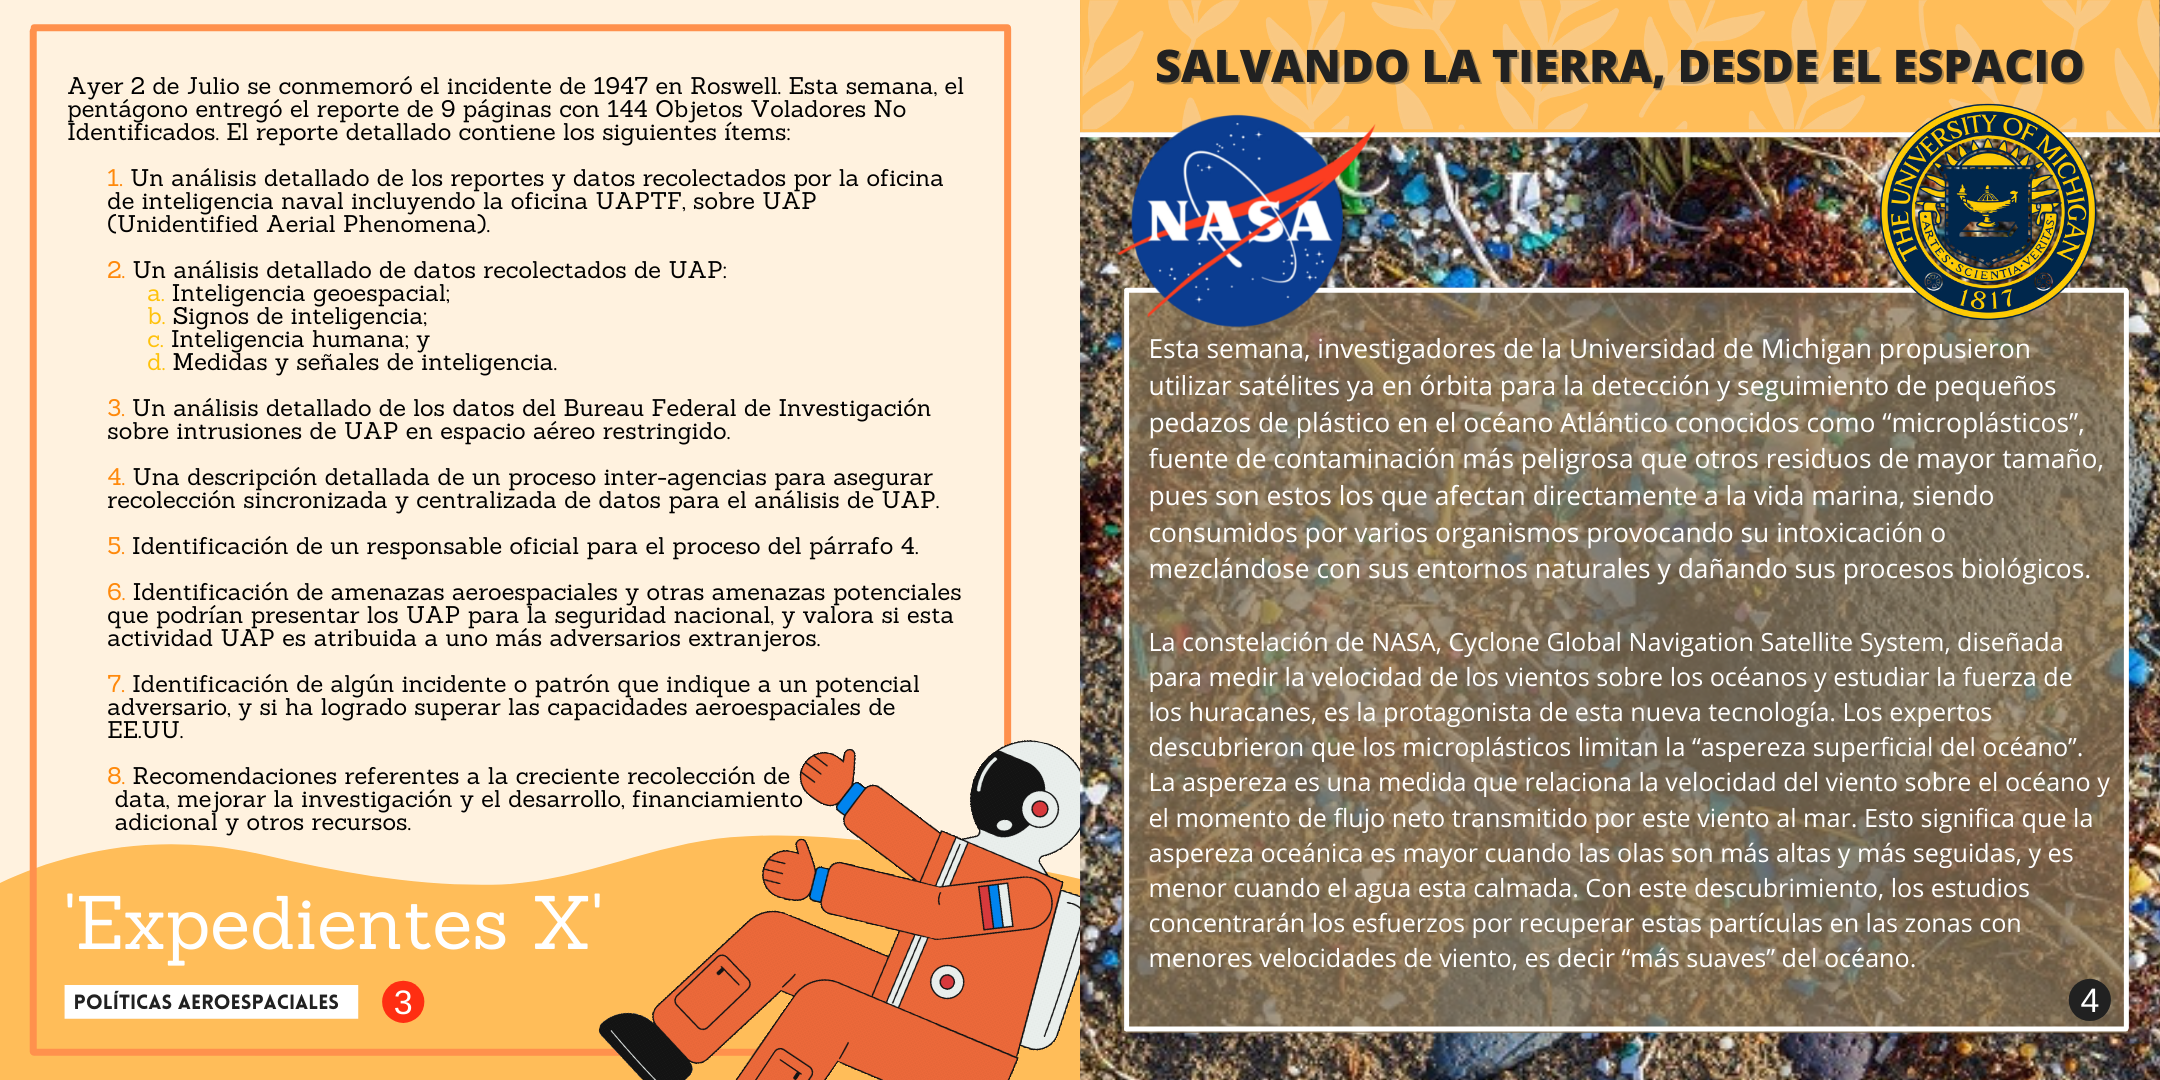 Ayer 2 de Julio se conmemoró el incidente de 1947 en Roswell. Esta semana, el
pentágono entregó el reporte de 9 páginas con 144 Objetos Voladores No
Identificados. El reporte detallado contiene los siguientes ítems:
1. Un análisis detallado de los reportes y datos recolectados por la oficina
de inteligencia naval incluyendo la oficina UAPTF, sobre UAP
(Unidentified Aerial Phenomena).
2. Un análisis detallado de datos recolectados de UAP:
a. Inteligencia geoespacial;
b. Signos de inteligencia;
c. Inteligencia humana; y
d. Medidas y señales de inteligencia.
3. Un análisis detallado de los datos del Bureau Federal de Investigación
sobre intrusiones de UAP en espacio aéreo restringido.
4. Una descripción detallada de un proceso inter-agencias para asegurar
recolección sincronizada y centralizada de datos para el análisis de UAP.
5. Identificación de un responsable oficial para el proceso del párrafo 4.
6. Identificación de amenazas aeroespaciales y otras amenazas potenciales
que podrían presentar los UAP para la seguridad nacional, y valora si esta
actividad UAP es atribuida a uno más adversarios extranjeros.
7. Identificación de algún incidente o patrón que indique a un potencial
adversario, y si ha logrado superar las capacidades aeroespaciales de
EE.UU.
8. Recomendaciones referentes a la creciente recolección de
data, mejorar la investigación y el desarrollo, financiamiento
adicional y otros recursos.
'Expedientes X'
POLÍTICAS AEROESPACIALES
3
SALVANDO LA TIERRA, DESDE EL ESPACIO
NASA
THE UNIVERSITY OF MICHIGAN
ARTES · SCIENTIA · VERITAS
1817
Esta semana, investigadores de la Universidad de Michigan propusieron
utilizar satélites ya en órbita para la detección y seguimiento de pequeños
pedazos de plástico en el océano Atlántico conocidos como “microplásticos”,
fuente de contaminación más peligrosa que otros residuos de mayor tamaño,
pues son estos los que afectan directamente a la vida marina, siendo
consumidos por varios organismos provocando su intoxicación o
mezclándose con sus entornos naturales y dañando sus procesos biológicos.
La constelación de NASA, Cyclone Global Navigation Satellite System, diseñada
para medir la velocidad de los vientos sobre los océanos y estudiar la fuerza de
los huracanes, es la protagonista de esta nueva tecnología. Los expertos
descubrieron que los microplásticos limitan la “aspereza superficial del océano”.
La aspereza es una medida que relaciona la velocidad del viento sobre el océano y
el momento de flujo neto transmitido por este viento al mar. Esto significa que la
aspereza oceánica es mayor cuando las olas son más altas y más seguidas, y es
menor cuando el agua esta calmada. Con este descubrimiento, los estudios
concentrarán los esfuerzos por recuperar estas partículas en las zonas con
menores velocidades de viento, es decir “más suaves” del océano.
4